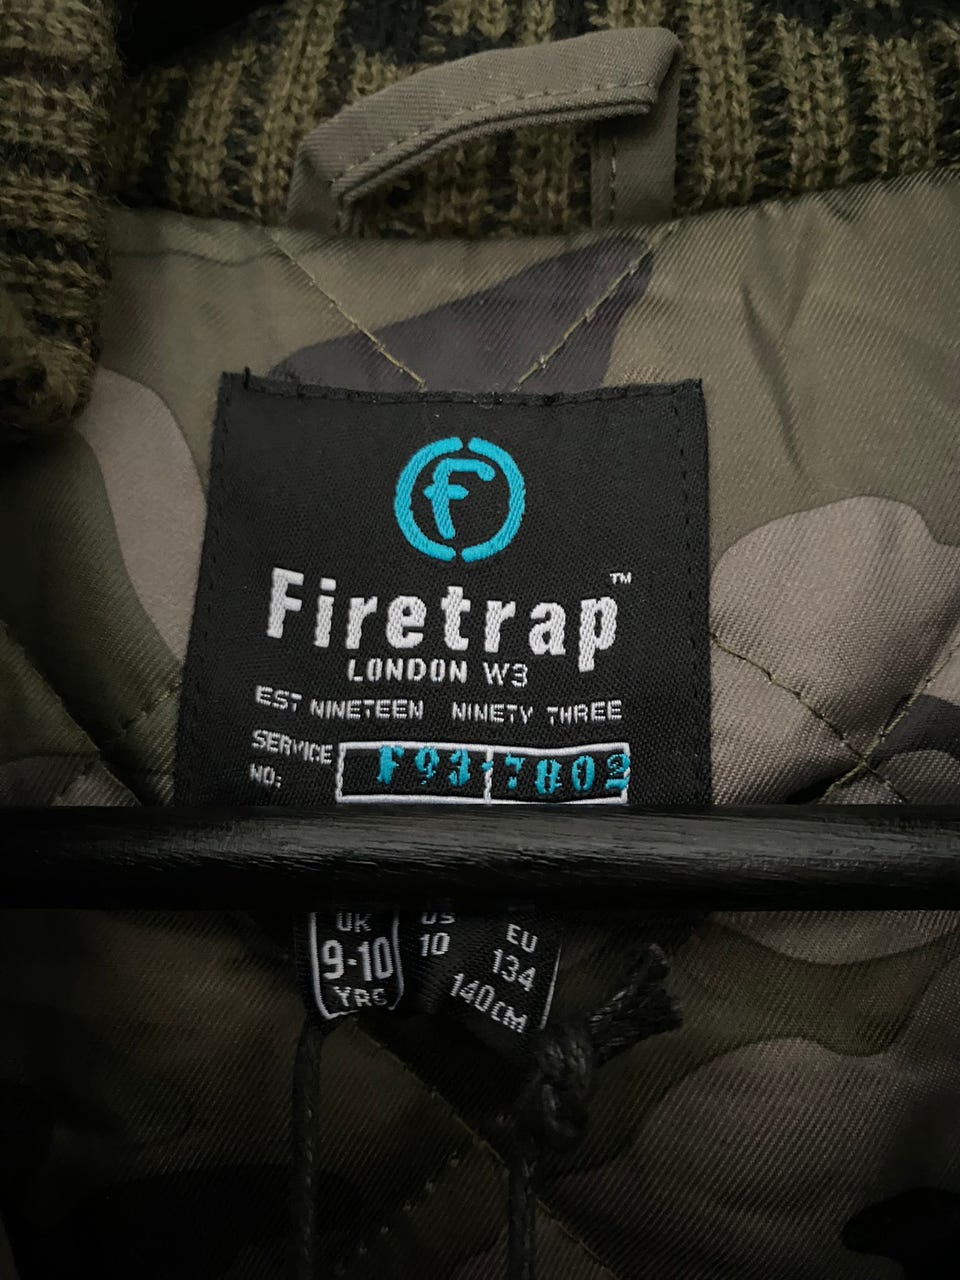 F
Firetrap™
LONDON W3
EST NINETEEN NINETY THREE
SERVICE NO: F93-7802
UK
9-10
YRS
US
10
EU
134
140CM